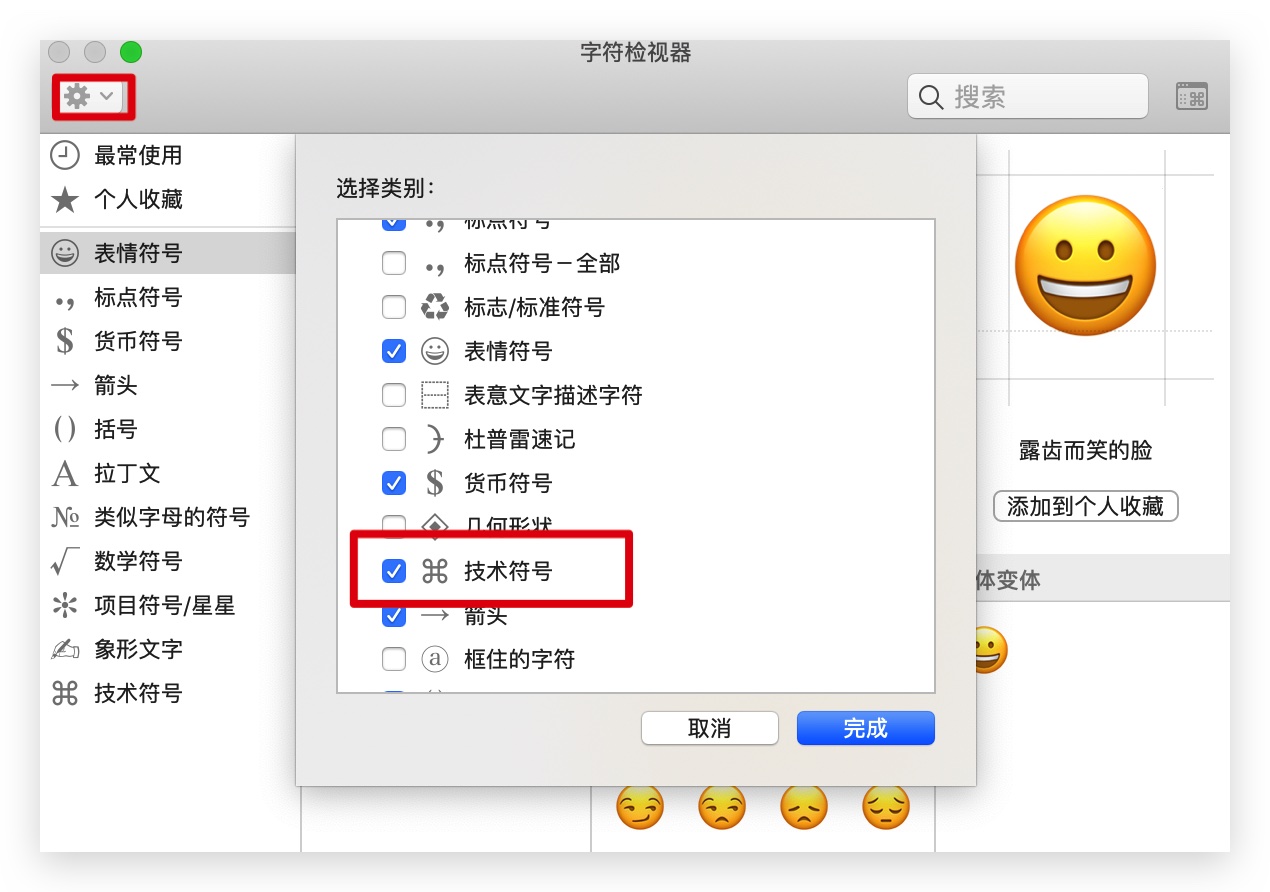 字符检视器
搜索
最常使用
个人收藏
表情符号
标点符号
货币符号
箭头
括号
拉丁文
类似字母的符号
数学符号
项目符号/星星
象形文字
技术符号
选择类别：
标点符号
标点符号－全部
标志/标准符号
表情符号
表意文字描述字符
杜普雷速记
货币符号
几何形状
技术符号
箭头
框住的字符
取消
完成
露齿而笑的脸
添加到个人收藏
体变体